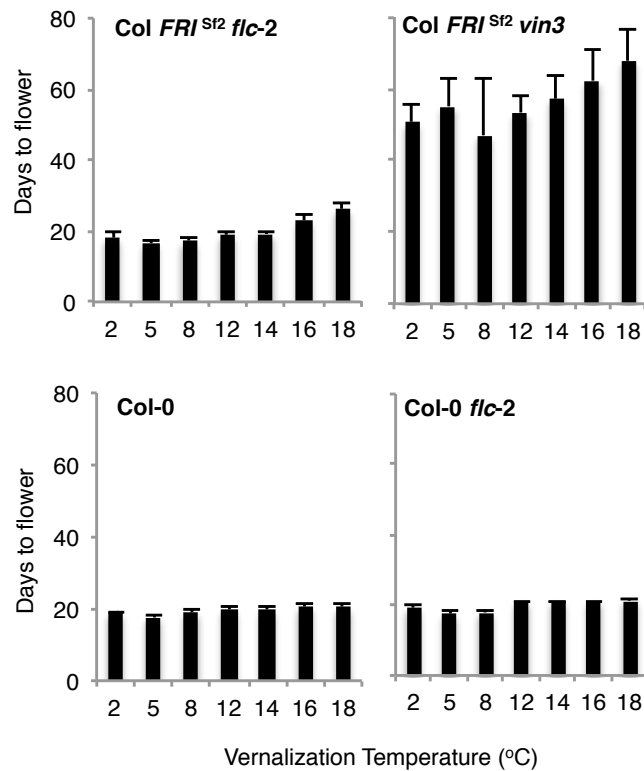 80
60
40
20
0
Days to flower
Col FRI Sf2 flc-2
2 5 8 12 14 16 18
Col FRI Sf2 vin3
2 5 8 12 14 16 18
80
60
40
20
0
Days to flower
Col-0
2 5 8 12 14 16 18
Col-0 flc-2
2 5 8 12 14 16 18
Vernalization Temperature (oC)